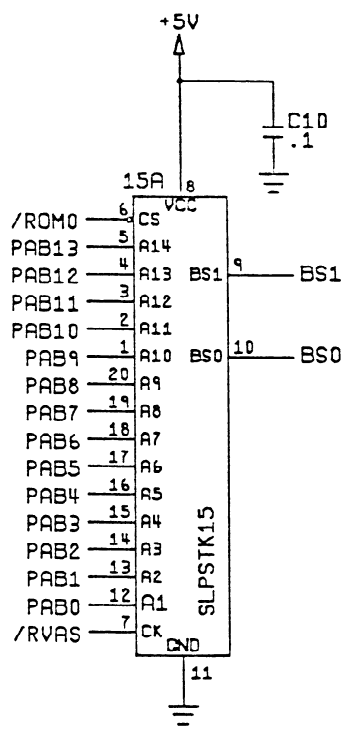 +5V
C10
.1
15A
8
VCC
/ROM0 6 CS
PAB13 5 A14
PAB12 4 A13 BS1 9 BS1
PAB11 3 A12
PAB10 2 A11
PAB9 1 A10 BS0 10 BS0
PAB8 20 A9
PAB7 19 A8
PAB6 18 A7
PAB5 17 A6
PAB4 16 A5
PAB3 15 A4
PAB2 14 A3
PAB1 13 A2
PAB0 12 A1
/RVAS 7 CK
SLPSTK15
GND
11